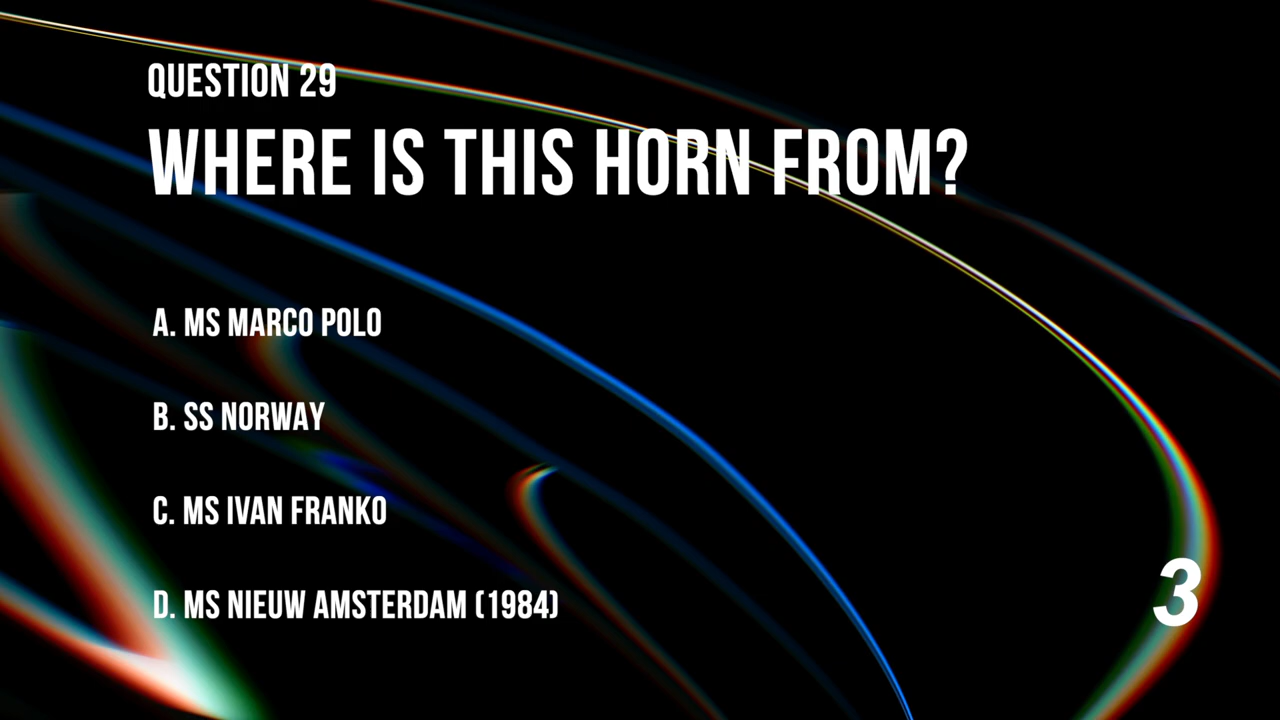 QUESTION 29
WHERE IS THIS HORN FROM?
A. MS MARCO POLO
B. SS NORWAY
C. MS IVAN FRANKO
D. MS NIEUW AMSTERDAM (1984)
3